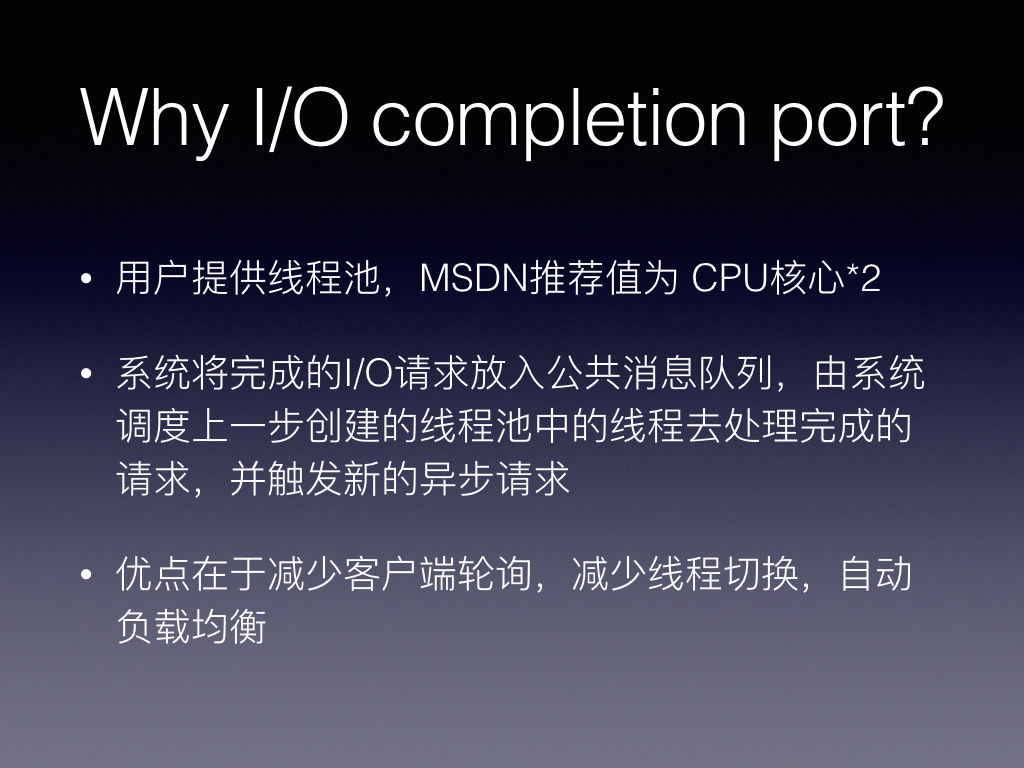 Why I/O completion port?
• 用户提供线程池，MSDN推荐值为 CPU核心*2
• 系统将完成的I/O请求放入公共消息队列，由系统
调度上一步创建的线程池中的线程去处理完成的
请求，并触发新的异步请求
• 优点在于减少客户端轮询，减少线程切换，自动
负载均衡